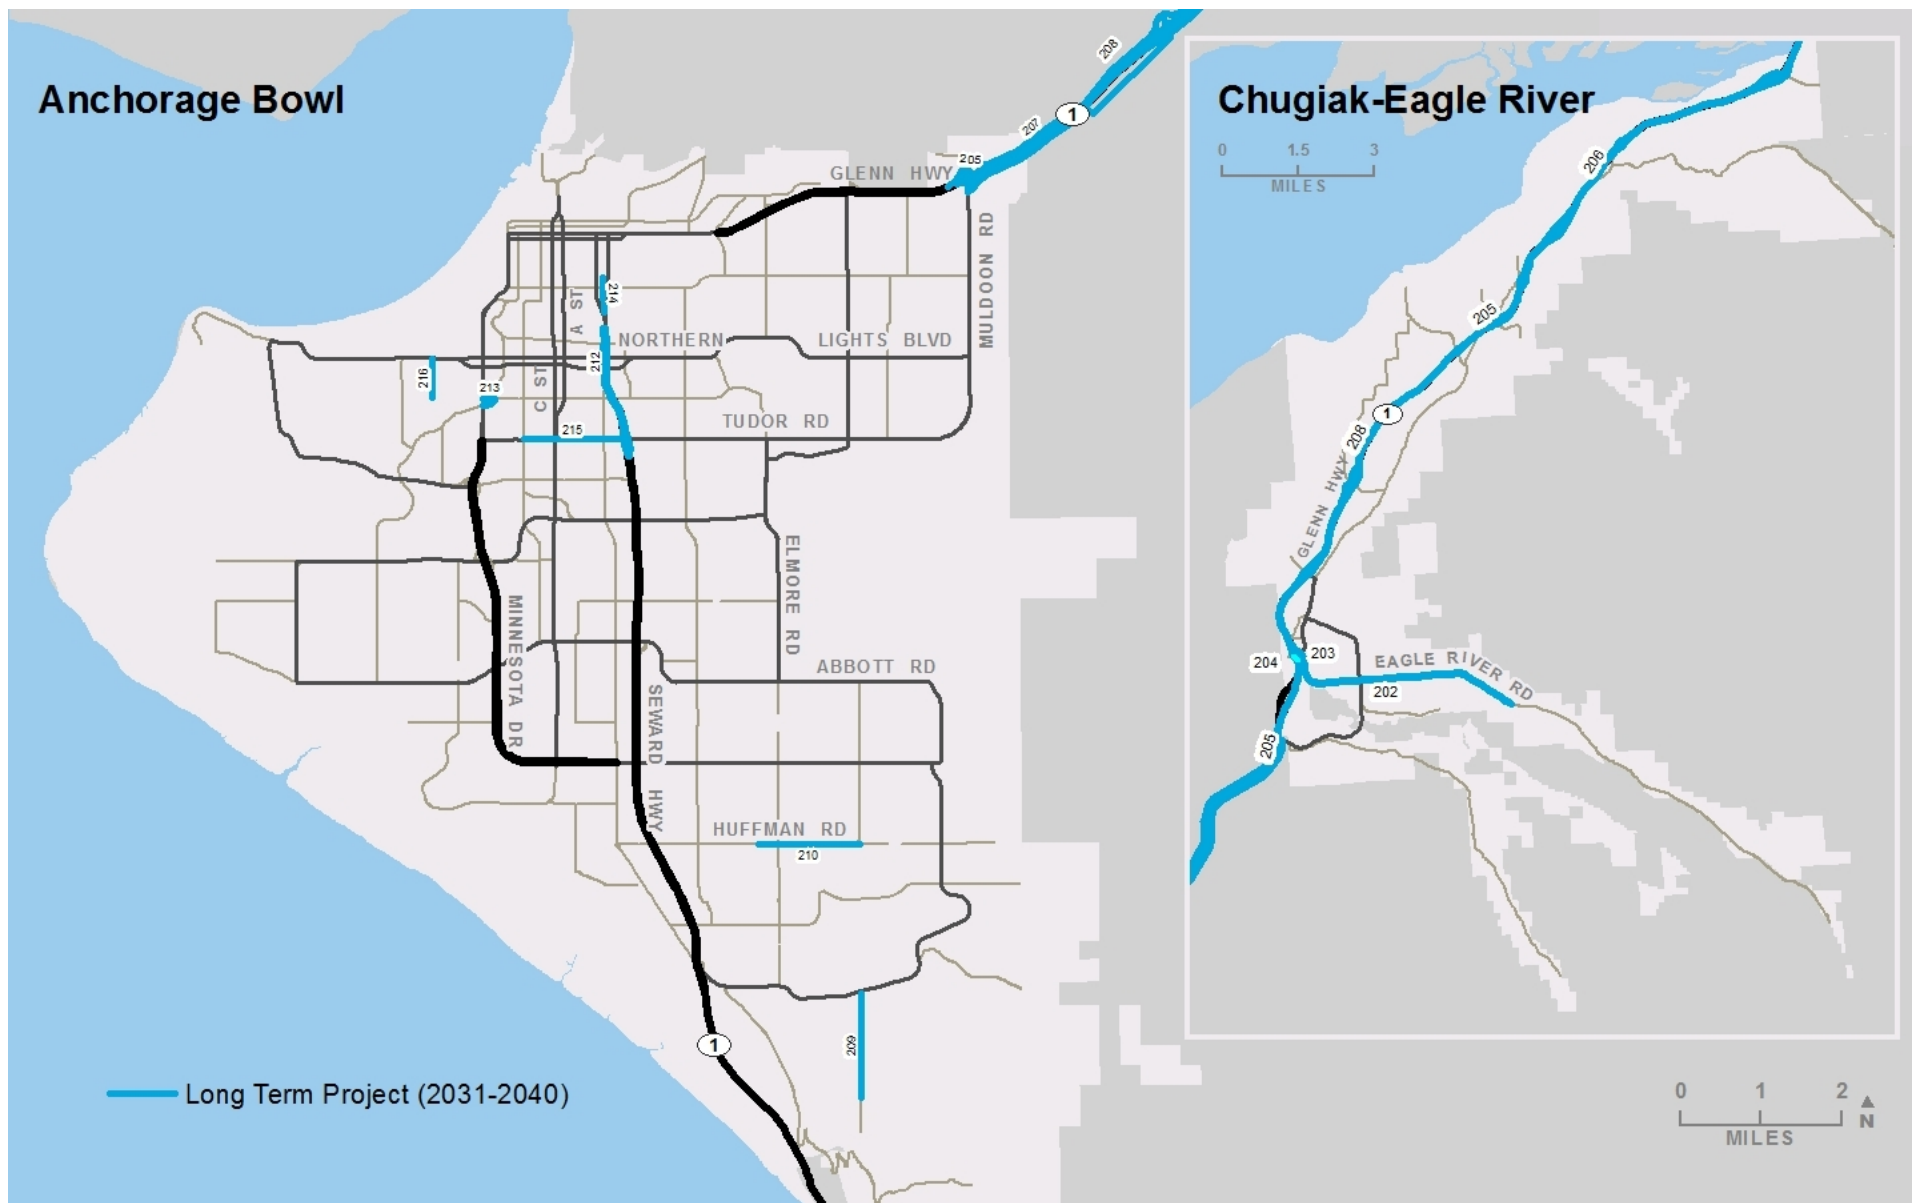 Anchorage Bowl
208
1
207
205
GLENN HWY
MULDOON RD
214
A ST
NORTHERN LIGHTS BLVD
212
216
213
C ST
TUDOR RD
215
ELMORE RD
MINNESOTA DR
ABBOTT RD
SEWARD HWY
HUFFMAN RD
210
209
1
Long Term Project (2031-2040)
Chugiak-Eagle River
0 1.5 3
MILES
206
205
1
208
GLENN HWY
204
203
EAGLE RIVER RD
202
205
0 1 2
MILES
N